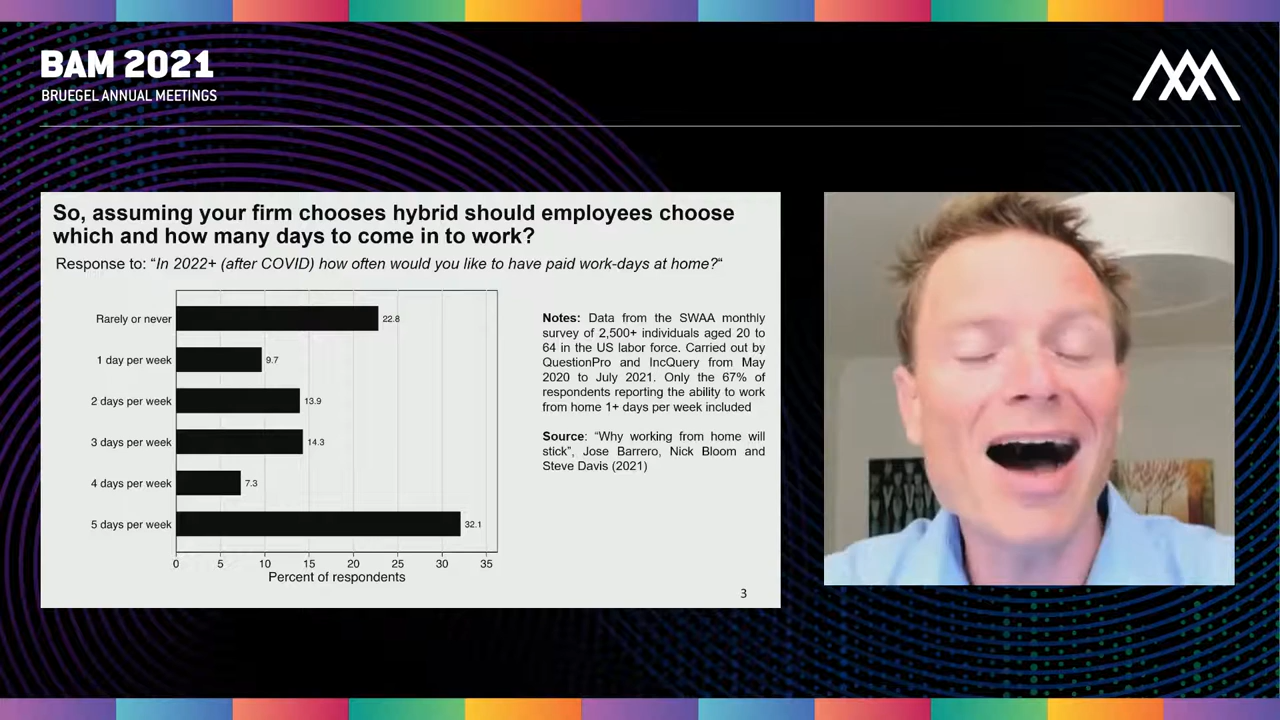 BAM 2021
BRUEGEL ANNUAL MEETINGS
So, assuming your firm chooses hybrid should employees choose
which and how many days to come in to work?
Response to: “In 2022+ (after COVID) how often would you like to have paid work-days at home?“
Rarely or never
22.8
1 day per week
9.7
2 days per week
13.9
3 days per week
14.3
4 days per week
7.3
5 days per week
32.1
0 5 10 15 20 25 30 35
Percent of respondents
Notes: Data from the SWAA monthly
survey of 2,500+ individuals aged 20 to
64 in the US labor force. Carried out by
QuestionPro and IncQuery from May
2020 to July 2021. Only the 67% of
respondents reporting the ability to work
from home 1+ days per week included
Source: “Why working from home will
stick”, Jose Barrero, Nick Bloom and
Steve Davis (2021)
3